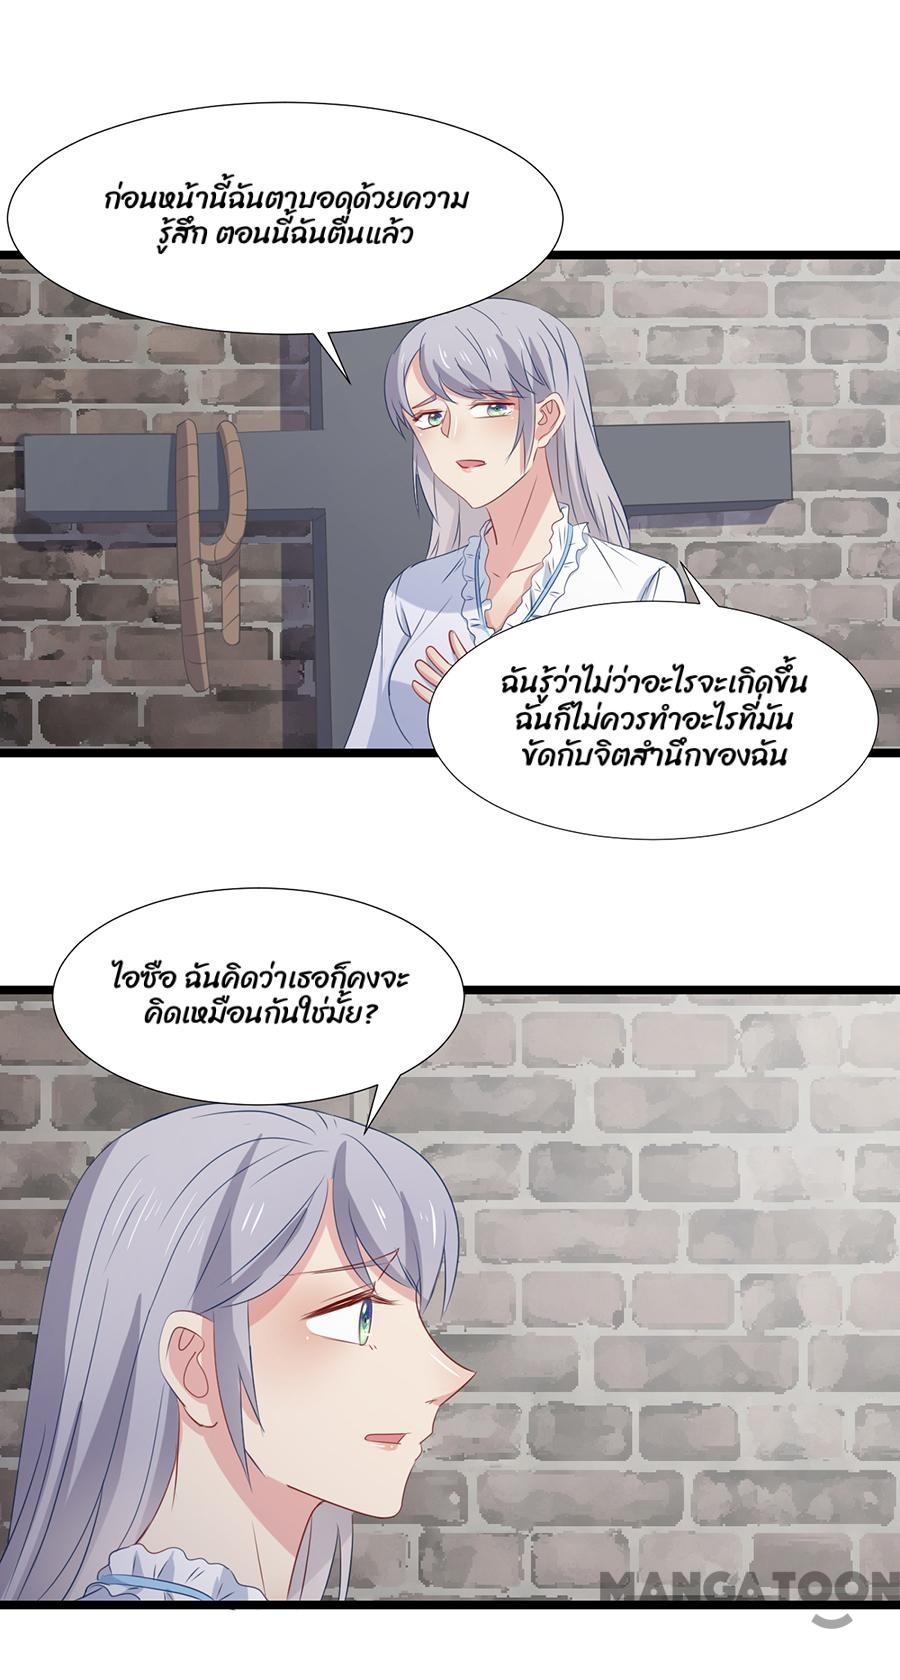 ก่อนหน้านี้ฉันตาบอดด้วยความ
รู้สึก ตอนนี้ฉันตื่นแล้ว
ฉันรู้ว่าไม่ว่าอะไรจะเกิดขึ้น
ฉันก็ไม่ควรทำอะไรที่มัน
ขัดกับจิตสำนึกของฉัน
ไอซือ ฉันคิดว่าเธอก็คงจะ
คิดเหมือนกันใช่มั้ย?
MANGATOON